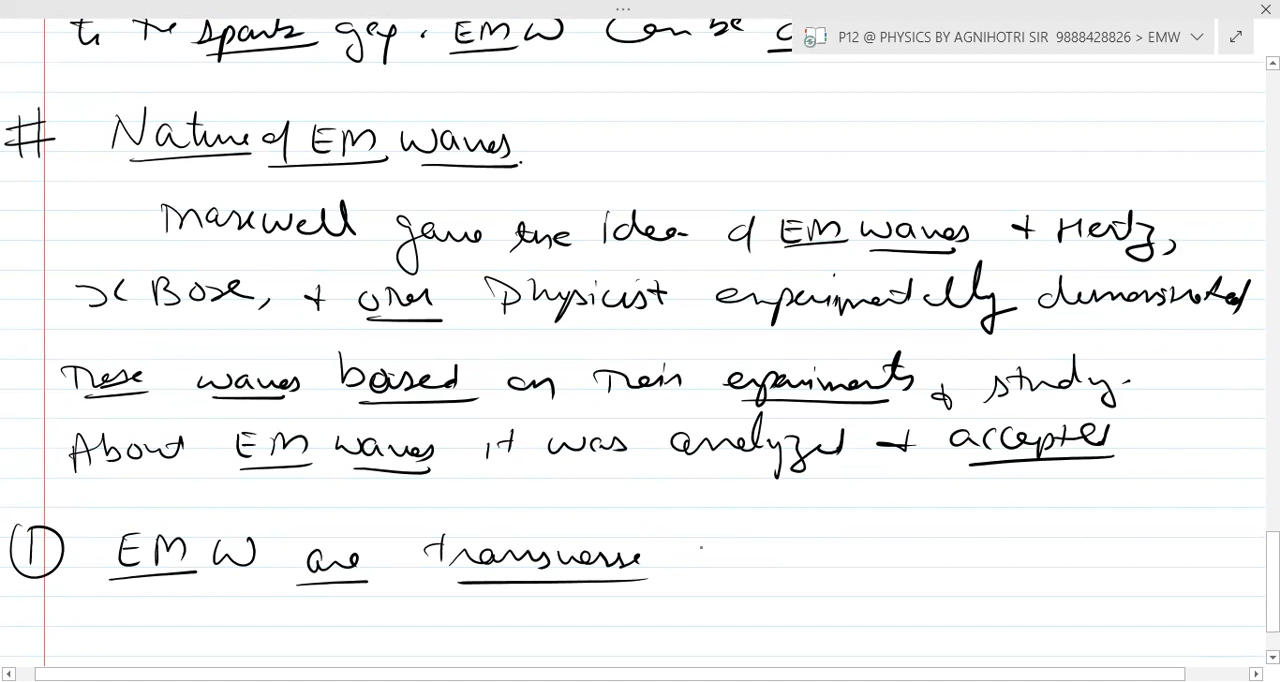 to the spark gap. EMW can be
P12 @ PHYSICS BY AGNIHOTRI SIR 9888428826 > EMW
# Nature of EM waves.
Maxwell gave the idea of EM waves + Hertz,
JC Bose, + other Physicist experimentally demonstrated
These waves based on their experiments & study.
About EM waves it was analyzed + accepted
① EMW are transverse